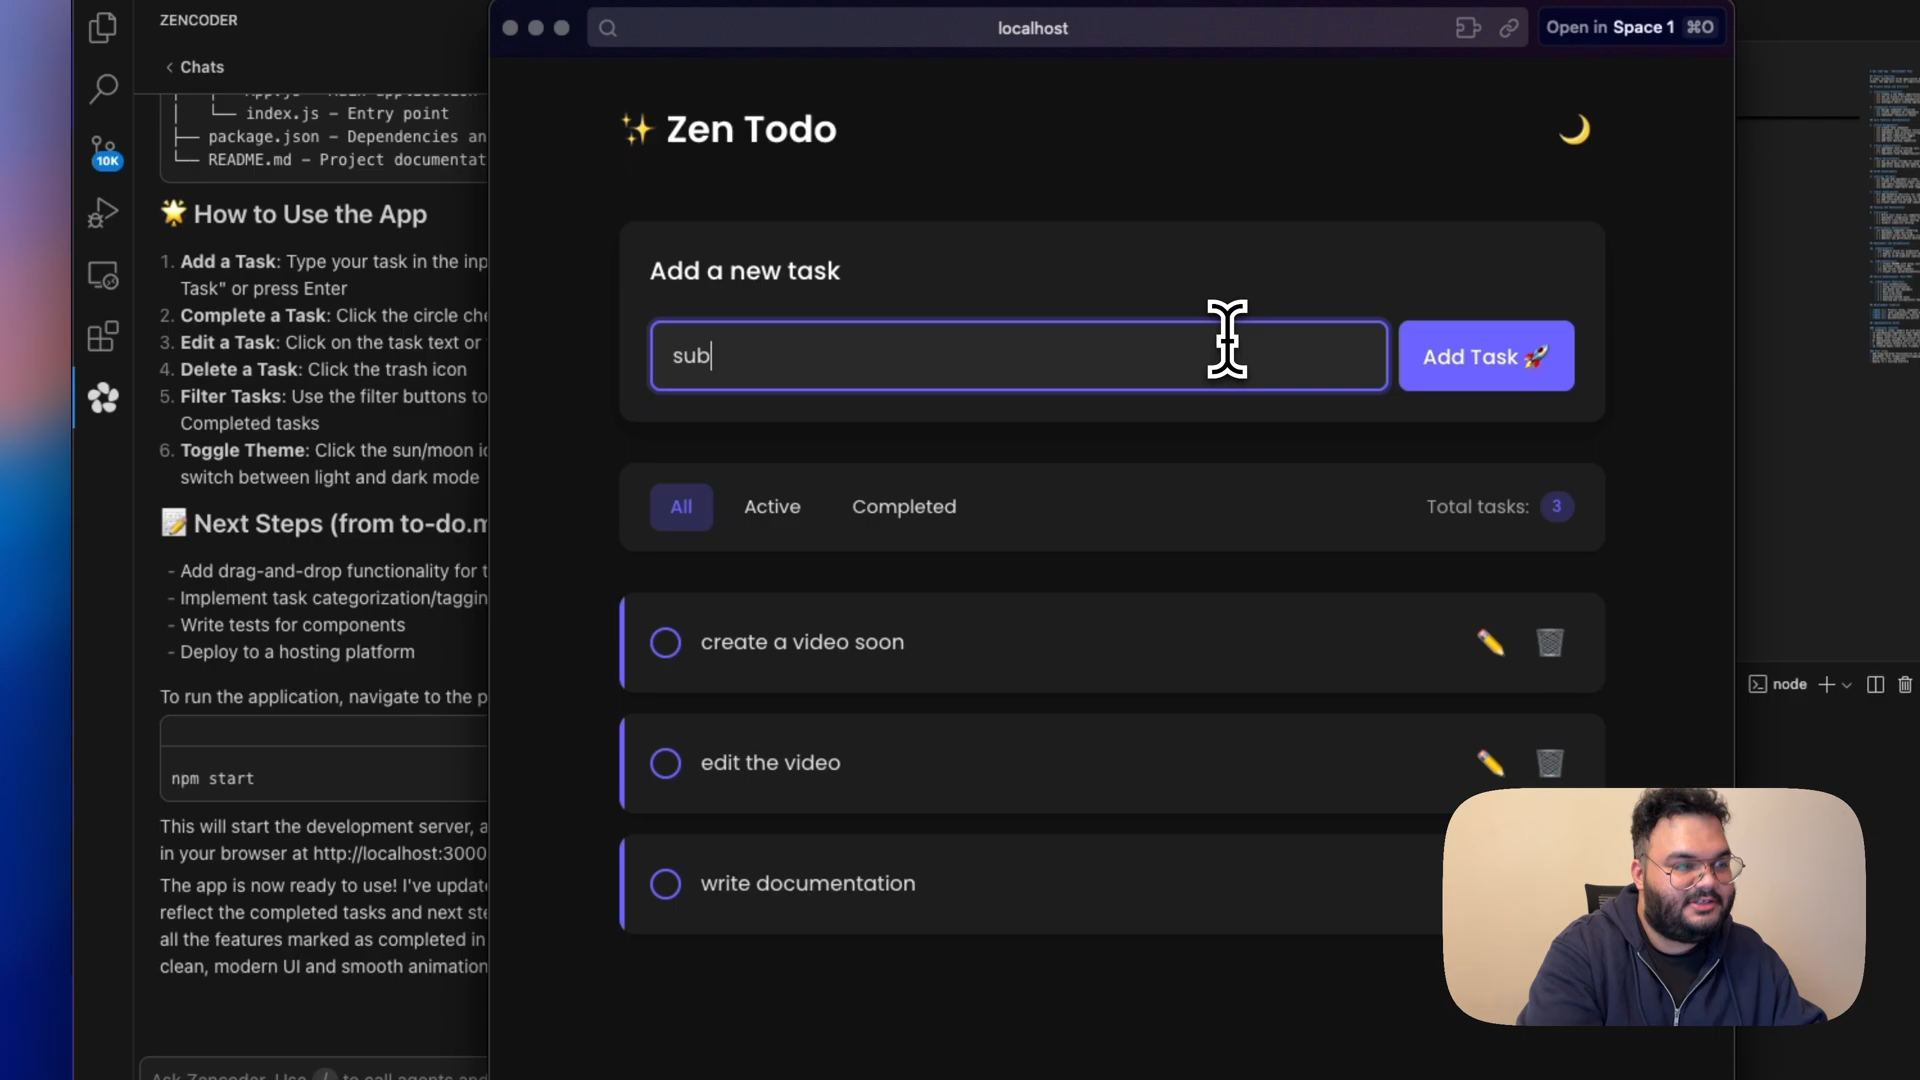 ZENCODER
Chats
index.js – Entry point
package.json – Dependencies an
README.md – Project documentat
🌟 How to Use the App
1. Add a Task: Type your task in the inp
Task" or press Enter
2. Complete a Task: Click the circle che
3. Edit a Task: Click on the task text or
4. Delete a Task: Click the trash icon
5. Filter Tasks: Use the filter buttons to
Completed tasks
6. Toggle Theme: Click the sun/moon ic
switch between light and dark mode
📝 Next Steps (from to-do.m
- Add drag-and-drop functionality for t
- Implement task categorization/taggin
- Write tests for components
- Deploy to a hosting platform
To run the application, navigate to the p
npm start
This will start the development server, a
in your browser at http://localhost:3000
The app is now ready to use! I've update
reflect the completed tasks and next ste
all the features marked as completed in
clean, modern UI and smooth animation
10K
localhost
Open in Space 1 ⌘O
✨ Zen Todo
Add a new task
sub
Add Task 🚀
All
Active
Completed
Total tasks: 3
create a video soon
edit the video
write documentation
node